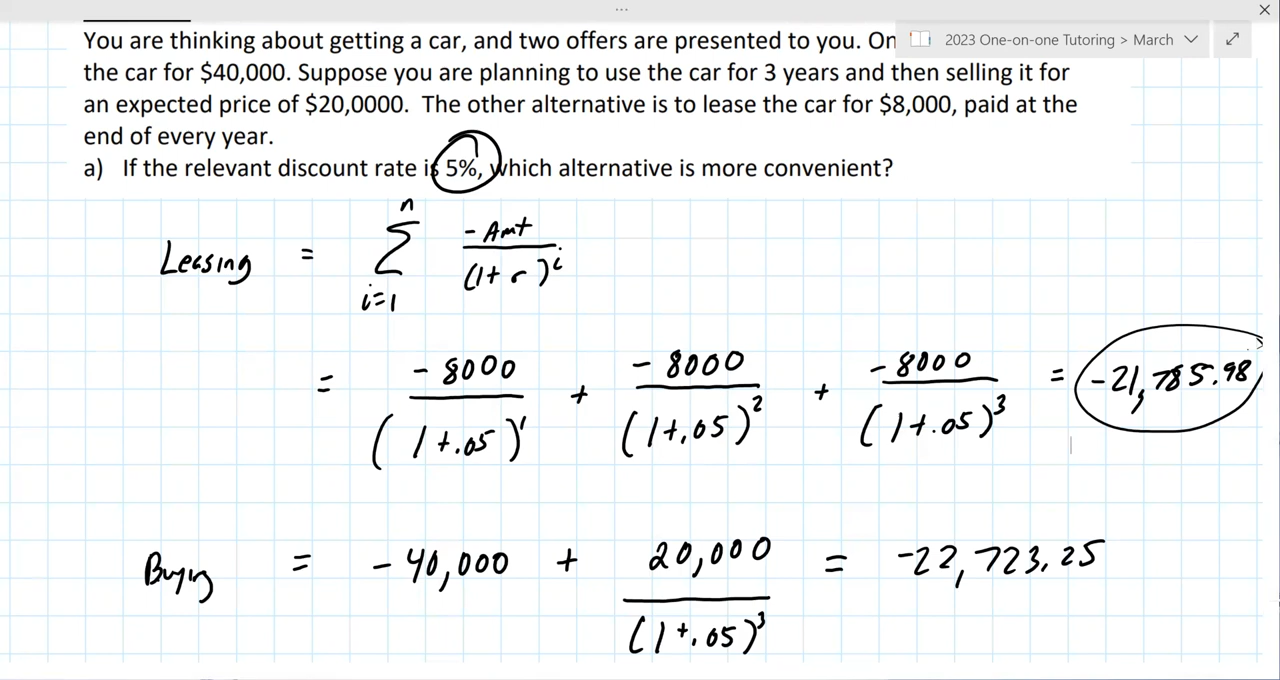 You are thinking about getting a car, and two offers are presented to you. On
2023 One-on-one Tutoring > March
the car for $40,000. Suppose you are planning to use the car for 3 years and then selling it for
an expected price of $20,0000. The other alternative is to lease the car for $8,000, paid at the
end of every year.
a) If the relevant discount rate is 5%, which alternative is more convenient?
Leasing = n ∑ i=1 -Amt / (1+r)^i
= -8000 / (1+.05)^1 + -8000 / (1+.05)^2 + -8000 / (1+.05)^3 = -21,785.98
Buying = -40,000 + 20,000 / (1+.05)^3 = -22,723.25